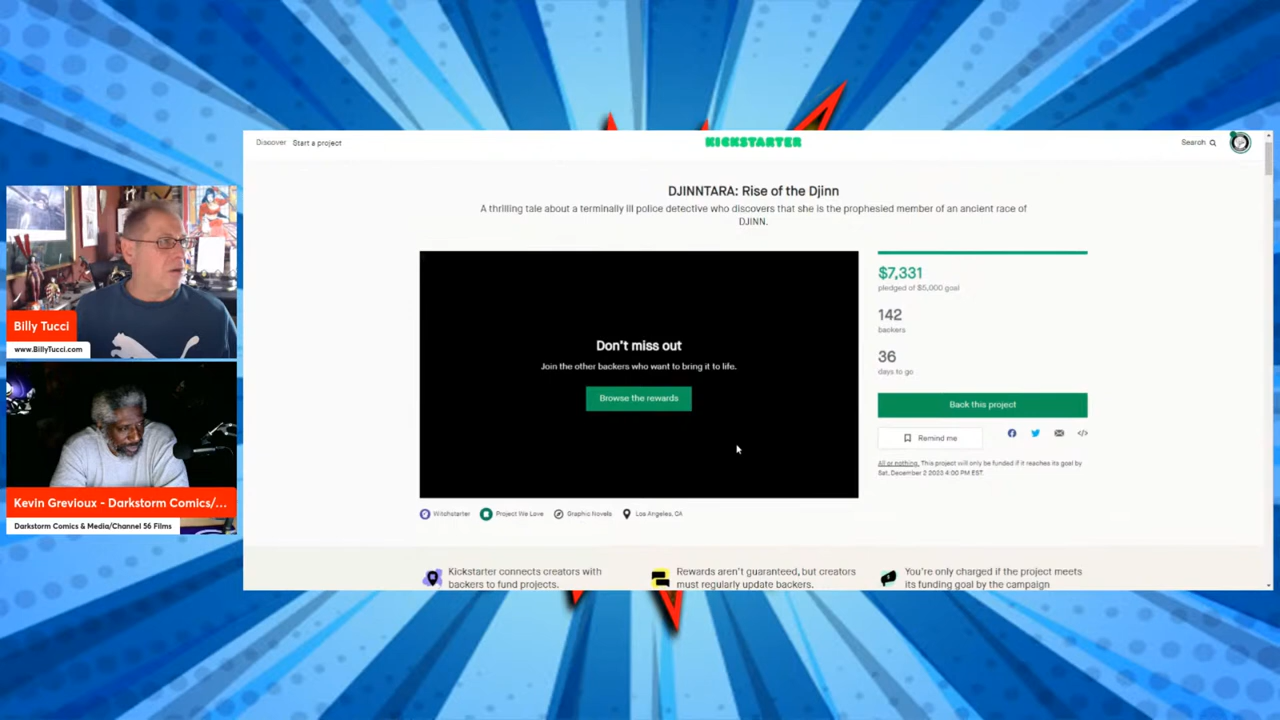 Discover Start a project
KICKSTARTER
Search
DJINNTARA: Rise of the Djinn
A thrilling tale about a terminally ill police detective who discovers that she is the prophesied member of an ancient race of
DJINN.
Don't miss out
Join the other backers who want to bring it to life.
Browse the rewards
$7,331
pledged of $5,000 goal
142
backers
36
days to go
Back this project
Remind me
All or nothing. This project will only be funded if it reaches its goal by
Sat, December 2 2023 4:00 PM EST.
Witchstarter Project We Love Graphic Novels Los Angeles, CA
Kickstarter connects creators with
backers to fund projects.
Rewards aren't guaranteed, but creators
must regularly update backers.
You're only charged if the project meets
its funding goal by the campaign
Billy Tucci
www.BillyTucci.com
Kevin Grevioux - Darkstorm Comics/...
Darkstorm Comics & Media/Channel 56 Films